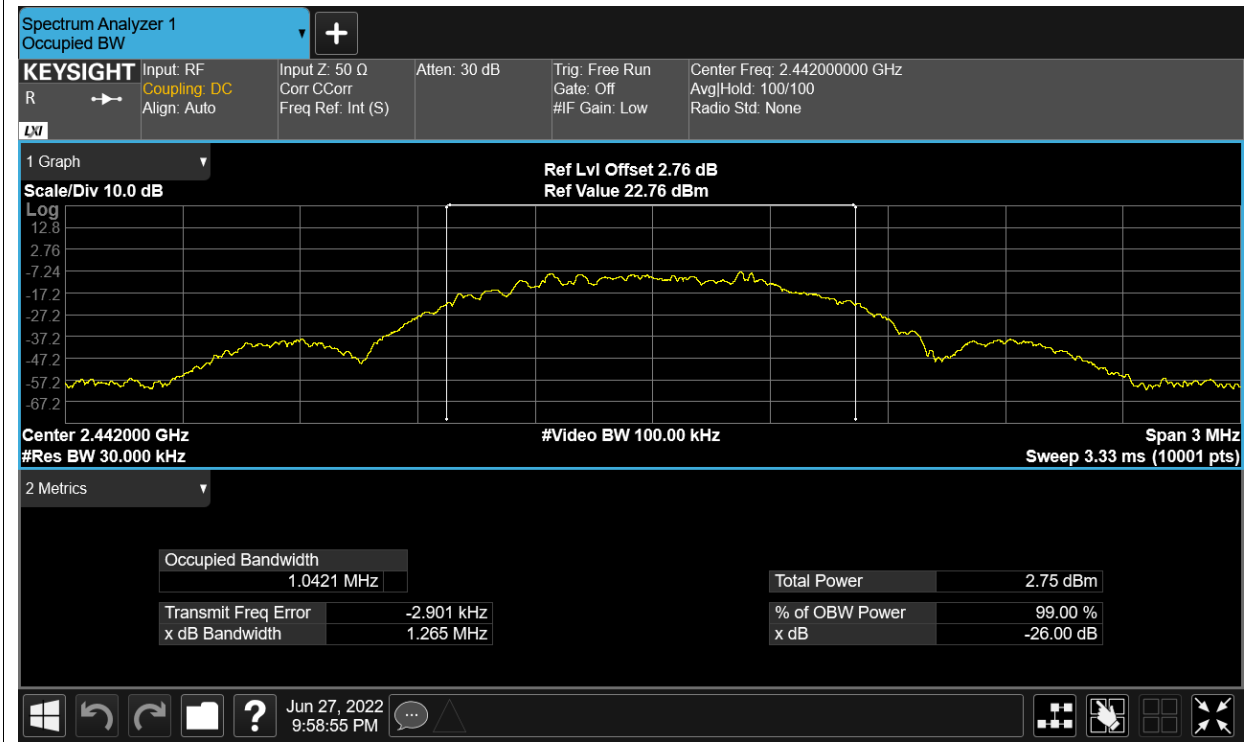 Spectrum Analyzer 1
Occupied BW
KEYSIGHT
R
LXI
Input: RF
Coupling: DC
Align: Auto
Input Z: 50 Ω
Corr CCorr
Freq Ref: Int (S)
Atten: 30 dB
Trig: Free Run
Gate: Off
#IF Gain: Low
Center Freq: 2.442000000 GHz
Avg|Hold: 100/100
Radio Std: None
1 Graph
Scale/Div 10.0 dB
Ref Lvl Offset 2.76 dB
Ref Value 22.76 dBm
Log
12.8
2.76
-7.24
-17.2
-27.2
-37.2
-47.2
-57.2
-67.2
Center 2.442000 GHz
#Video BW 100.00 kHz
Span 3 MHz
#Res BW 30.000 kHz
Sweep 3.33 ms (10001 pts)
2 Metrics
Occupied Bandwidth
1.0421 MHz
Total Power 2.75 dBm
Transmit Freq Error -2.901 kHz
% of OBW Power 99.00 %
x dB Bandwidth 1.265 MHz
x dB -26.00 dB
?
Jun 27, 2022
9:58:55 PM